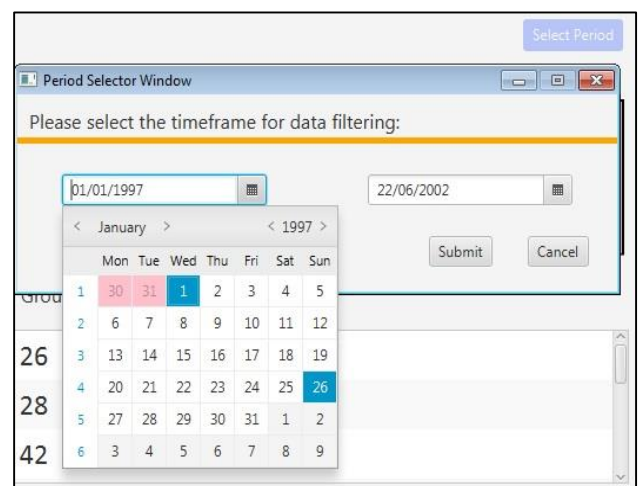 Select Period
Period Selector Window
Please select the timeframe for data filtering:
01/01/1997
22/06/2002
< January > < 1997 >
Mon Tue Wed Thu Fri Sat Sun
1 30 31 1 2 3 4 5
2 6 7 8 9 10 11 12
3 13 14 15 16 17 18 19
4 20 21 22 23 24 25 26
5 27 28 29 30 31 1 2
6 3 4 5 6 7 8 9
Submit Cancel
26
28
42